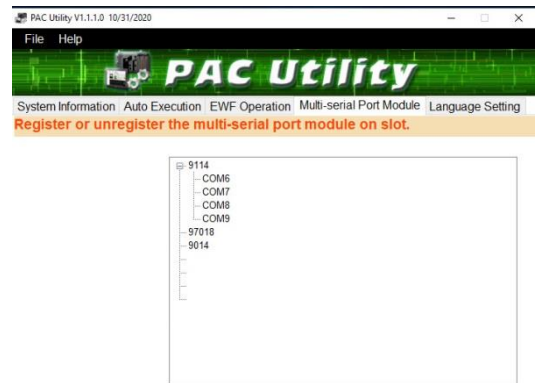 PAC Utility V1.1.1.0 10/31/2020
File Help
PAC Utility
System Information Auto Execution EWF Operation Multi-serial Port Module Language Setting
Register or unregister the multi-serial port module on slot.
9114
COM6
COM7
COM8
COM9
97018
9014